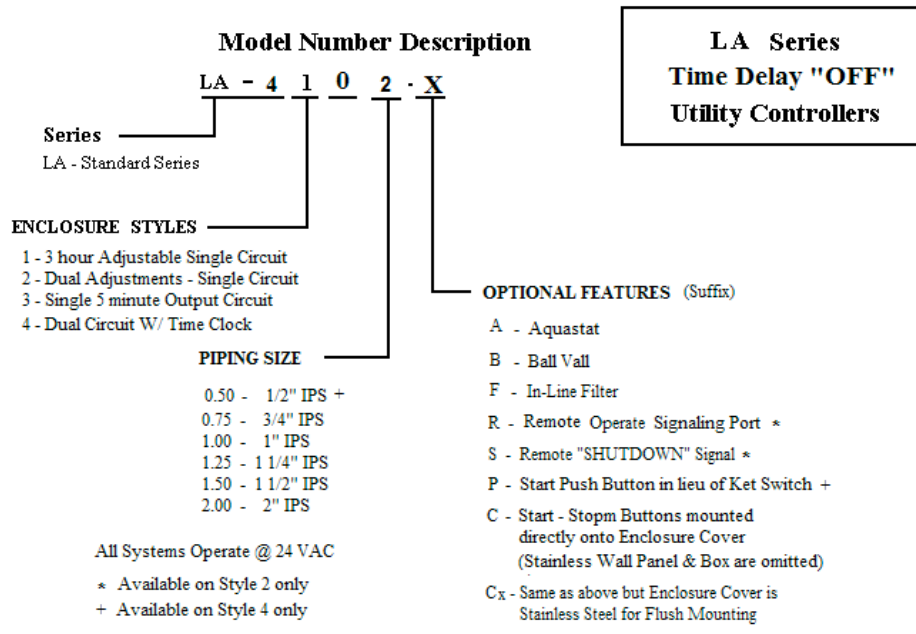 Model Number Description
LA - 4 1 0 2 - X
LA Series
Time Delay "OFF"
Utility Controllers
Series
LA - Standard Series
ENCLOSURE STYLES
1 - 3 hour Adjustable Single Circuit
2 - Dual Adjustments - Single Circuit
3 - Single 5 minute Output Circuit
4 - Dual Circuit W/ Time Clock
PIPING SIZE
0.50 - 1/2" IPS +
0.75 - 3/4" IPS
1.00 - 1" IPS
1.25 - 1 1/4" IPS
1.50 - 1 1/2" IPS
2.00 - 2" IPS
All Systems Operate @ 24 VAC
* Available on Style 2 only
+ Available on Style 4 only
OPTIONAL FEATURES (Suffix)
A - Aquastat
B - Ball Vall
F - In-Line Filter
R - Remote Operate Signaling Port *
S - Remote "SHUTDOWN" Signal *
P - Start Push Button in lieu of Ket Switch +
C - Start - Stopm Buttons mounted
directly onto Enclosure Cover
(Stainless Wall Panel & Box are omitted)
Cx - Same as above but Enclosure Cover is
Stainless Steel for Flush Mounting